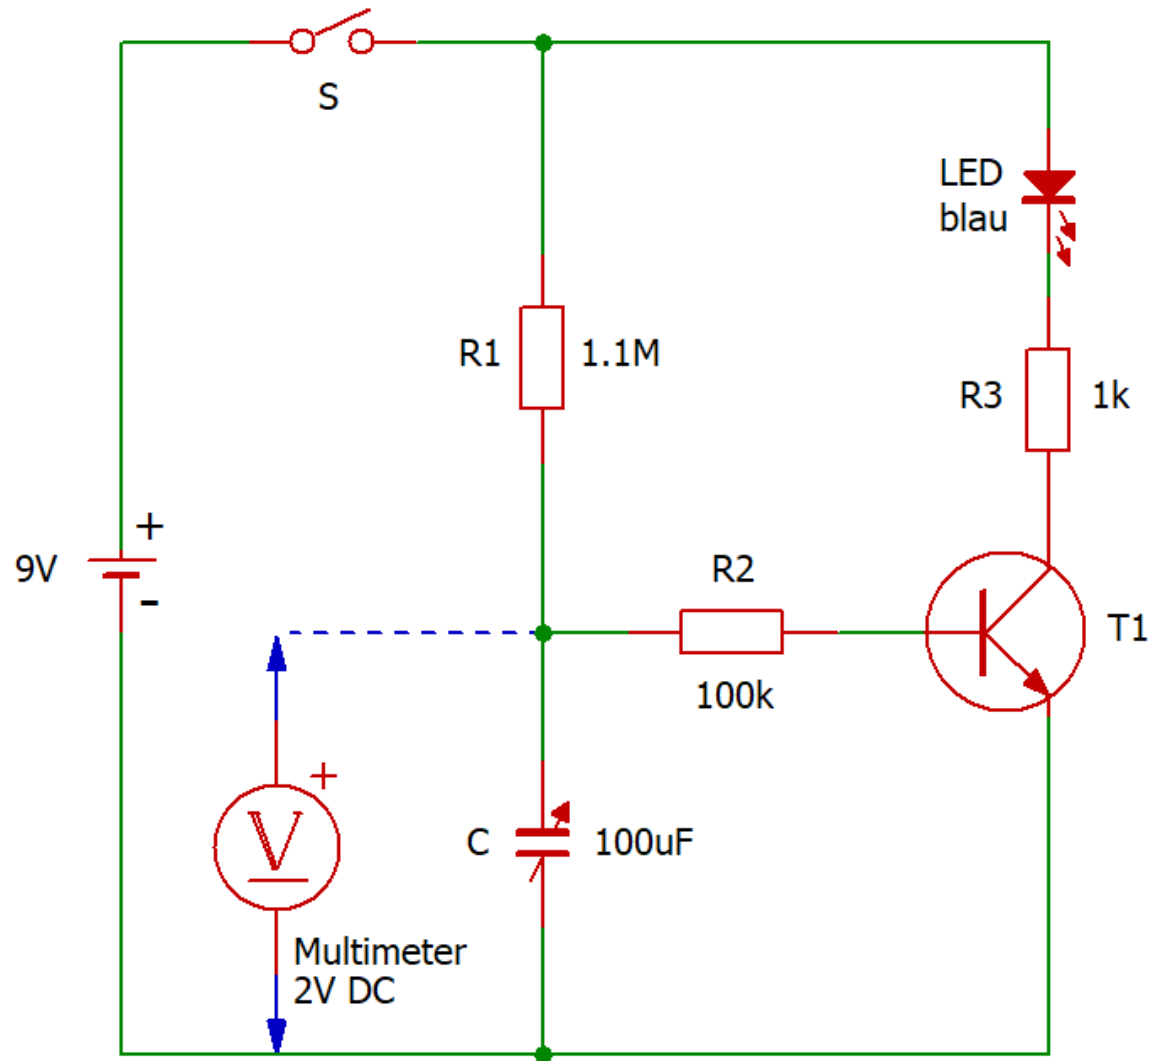 S
LED
blau
R1 1.1M
R3 1k
+
9V
-
R2
T1
100k
+
V
C 100uF
Multimeter
2V DC